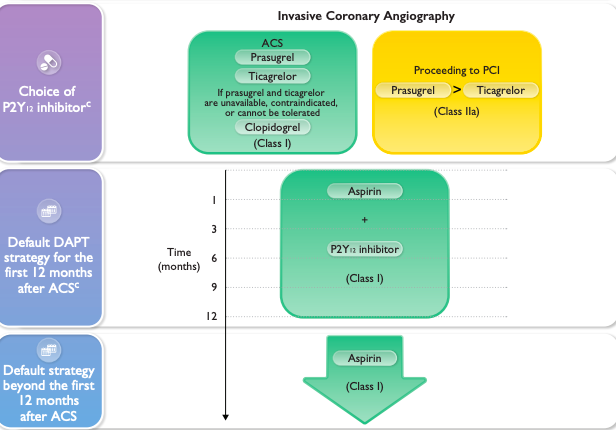 Invasive Coronary Angiography
Choice of
P2Y₁₂ inhibitorᶜ
ACS
Prasugrel
Ticagrelor
If prasugrel and ticagrelor
are unavailable, contraindicated,
or cannot be tolerated
Clopidogrel
(Class I)
Proceeding to PCI
Prasugrel > Ticagrelor
(Class IIa)
Default DAPT
strategy for the
first 12 months
after ACSᶜ
Time
(months)
1
3
6
9
12
Aspirin
+
P2Y₁₂ inhibitor
(Class I)
Default strategy
beyond the first
12 months
after ACS
Aspirin
(Class I)